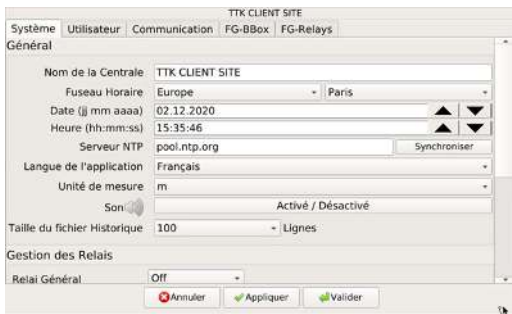 TTK CLIENT SITE
Système Utilisateur Communication FG-BBox FG-Relays
Général
Nom de la Centrale TTK CLIENT SITE
Fuseau Horaire Europe Paris
Date (jj mm aaaa) 02.12.2020
Heure (hh:mm:ss) 15:35:46
Serveur NTP pool.ntp.org Synchroniser
Langue de l'application Français
Unité de mesure m
Son Activé / Désactivé
Taille du fichier Historique 100 Lignes
Gestion des Relais
Relai Général Off
Annuler Appliquer Valider